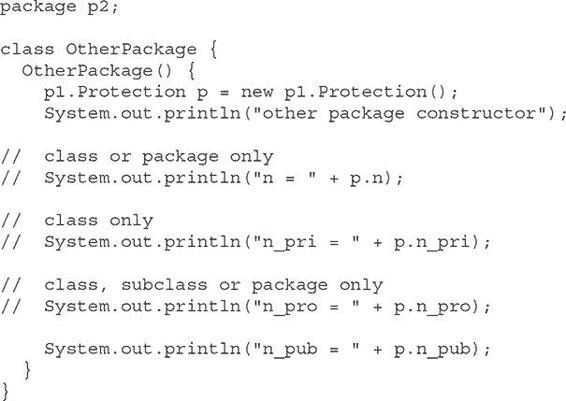 package p2;

class OtherPackage {
  OtherPackage() {
    p1.Protection p = new p1.Protection();
    System.out.println("other package constructor");

//  class or package only
//  System.out.println("n = " + p.n);

//  class only
//  System.out.println("n_pri = " + p.n_pri);

//  class, subclass or package only
//  System.out.println("n_pro = " + p.n_pro);

    System.out.println("n_pub = " + p.n_pub);
  }
}